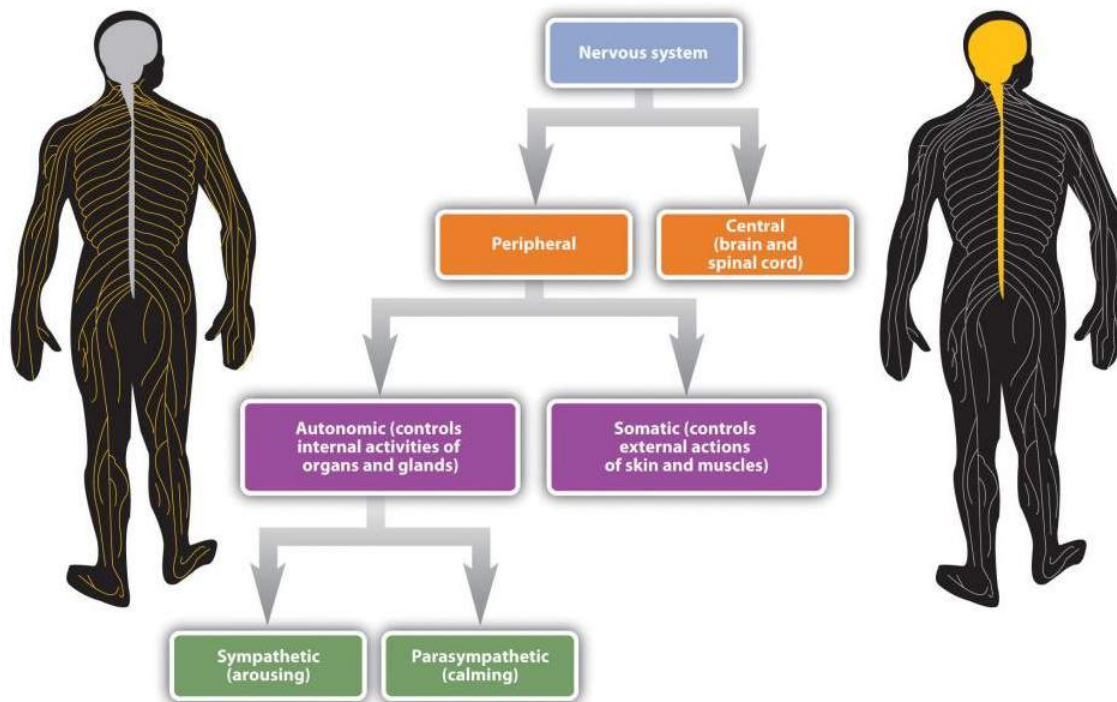 Nervous system
Peripheral
Central
(brain and
spinal cord)
Autonomic (controls
internal activities of
organs and glands)
Somatic (controls
external actions
of skin and muscles)
Sympathetic
(arousing)
Parasympathetic
(calming)